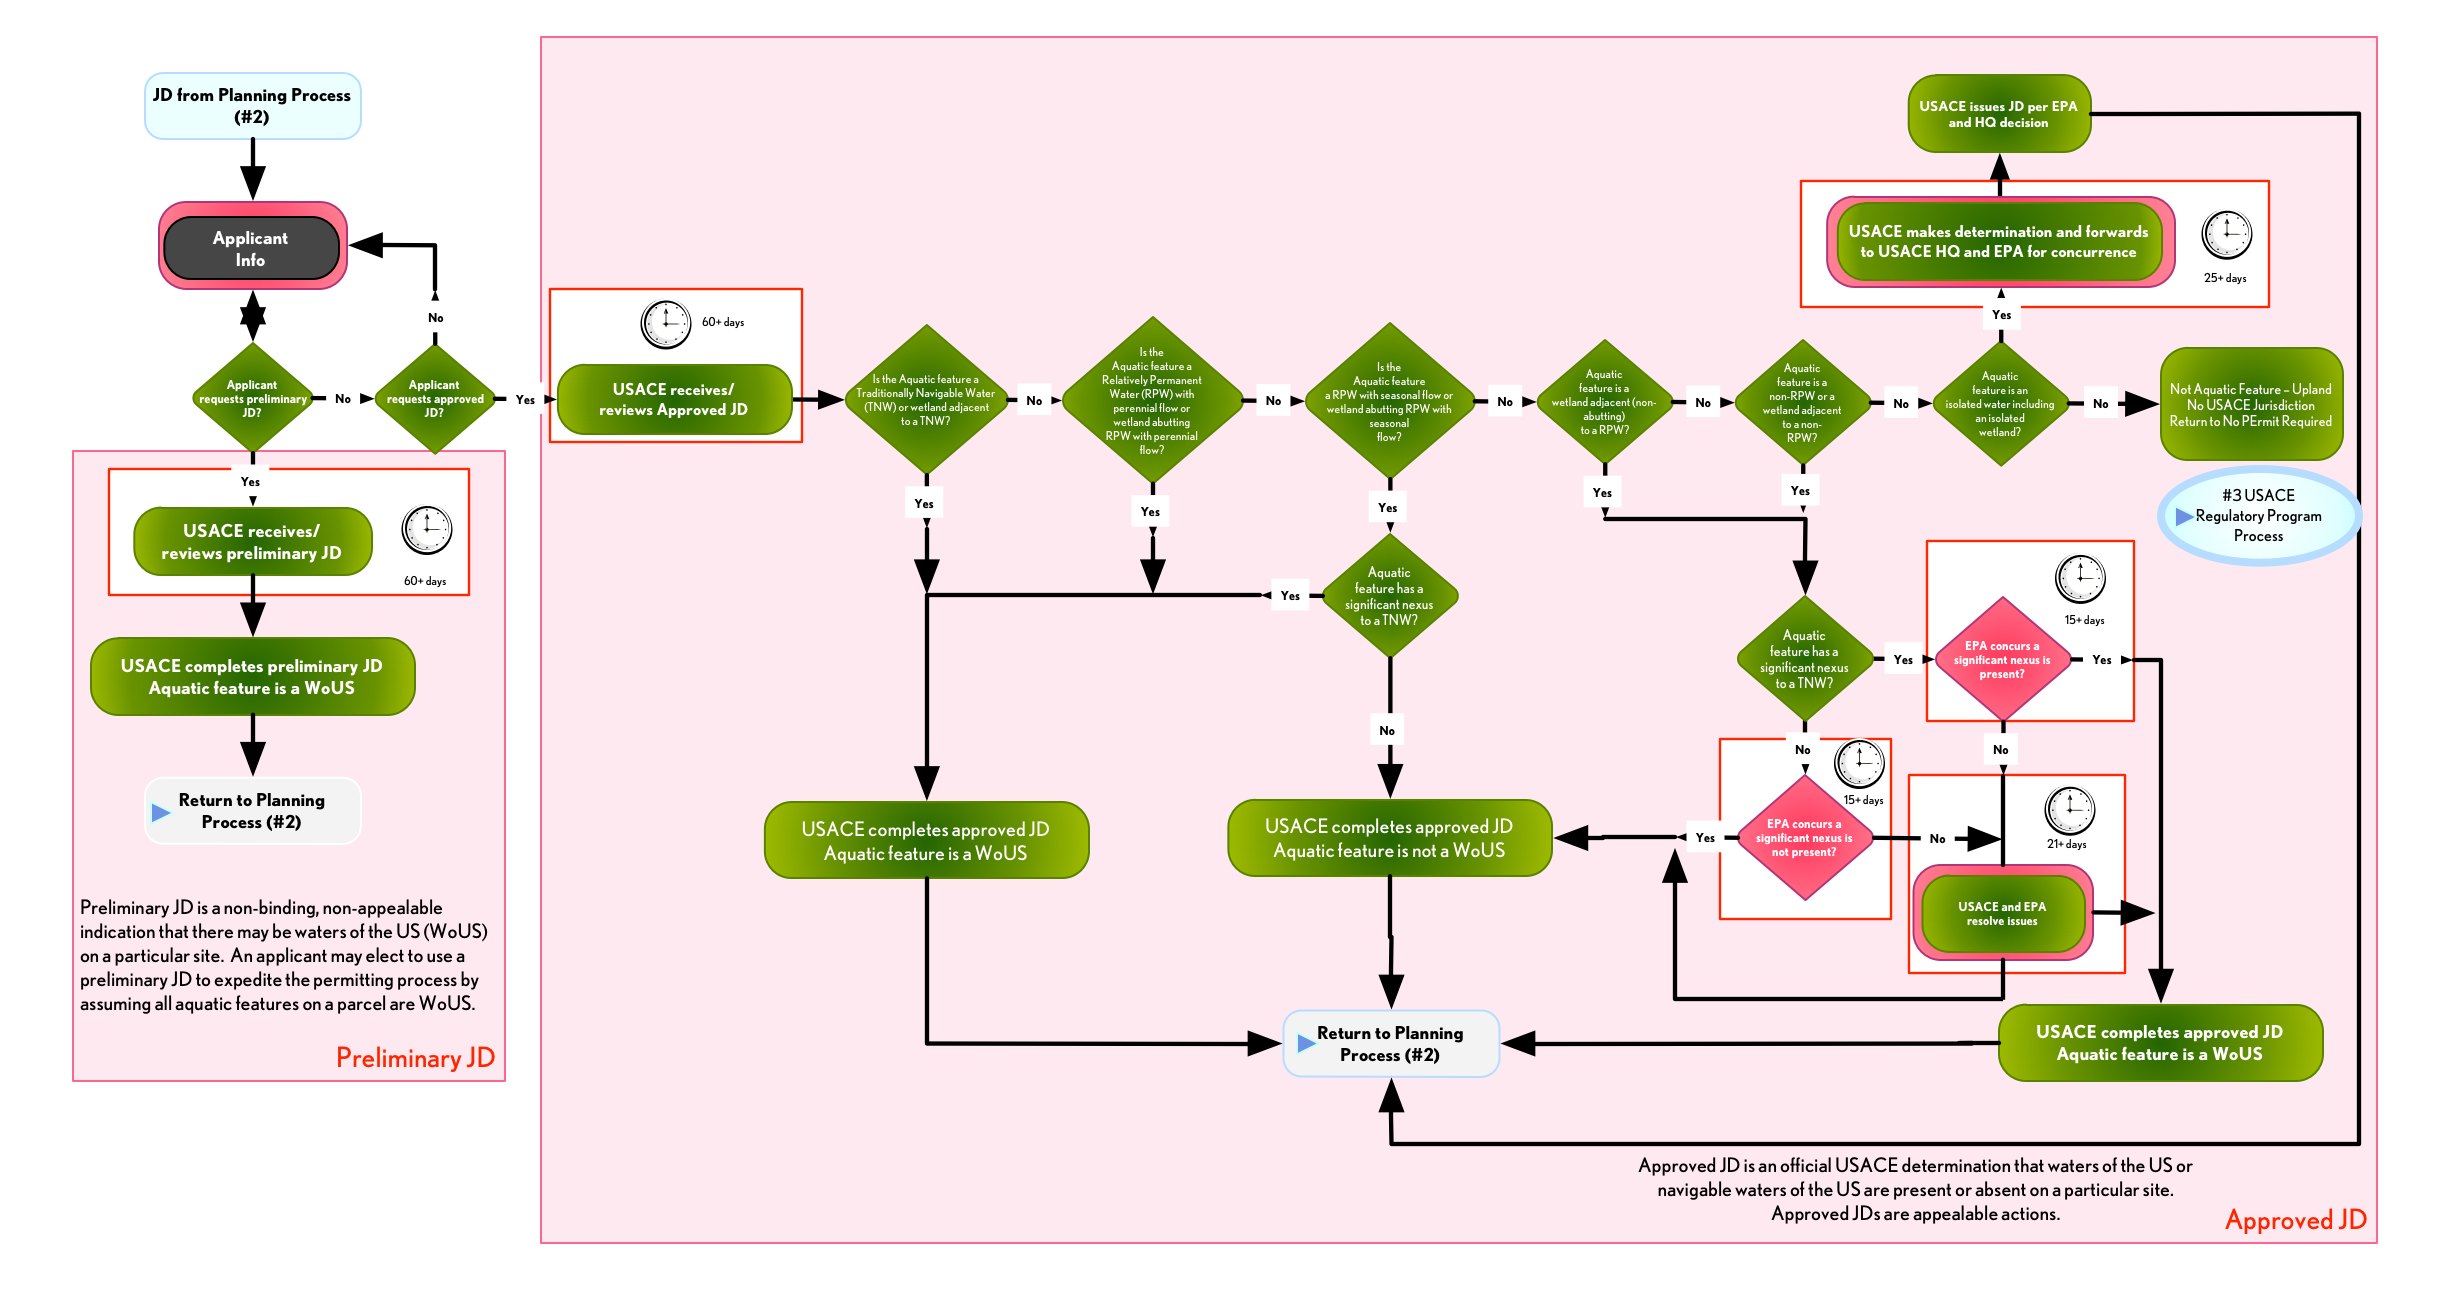 JD from Planning Process
(#2)
Applicant
Info
No
Applicant
requests preliminary
JD?
No
Applicant
requests approved
JD?
Yes
Yes
USACE receives/
reviews preliminary JD
60+ days
USACE completes preliminary JD
Aquatic feature is a WoUS
Return to Planning
Process (#2)
Preliminary JD is a non-binding, non-appealable
indication that there may be waters of the US (WoUS)
on a particular site. An applicant may elect to use a
preliminary JD to expedite the permitting process by
assuming all aquatic features on a parcel are WoUS.
Preliminary JD
60+ days
USACE receives/
reviews Approved JD
Is the Aquatic feature a
Traditionally Navigable Water
(TNW) or wetland adjacent
to a TNW?
No
Yes
Is the
Aquatic feature a
Relatively Permanent
Water (RPW) with
perennial flow or
wetland abutting
RPW with perennial
flow?
No
Yes
Is the
Aquatic feature
a RPW with seasonal flow or
wetland abutting RPW with
seasonal
flow?
No
Yes
Aquatic
feature is a
wetland adjacent (non-
abutting)
to a RPW?
No
Yes
Aquatic
feature is a
non-RPW or a
wetland adjacent
to a non-
RPW?
No
Yes
Aquatic
feature is an
isolated water including
an isolated
wetland?
Yes
No
USACE issues JD per EPA
and HQ decision
USACE makes determination and forwards
to USACE HQ and EPA for concurrence
25+ days
Not Aquatic Feature – Upland
No USACE Jurisdiction
Return to No PErmit Required
#3 USACE
Regulatory Program
Process
Aquatic
feature has a
significant nexus
to a TNW?
Yes
No
Aquatic
feature has a
significant nexus
to a TNW?
Yes
No
15+ days
EPA concurs a
significant nexus is
present?
Yes
No
15+ days
EPA concurs a
significant nexus is
not present?
Yes
No
21+ days
USACE and EPA
resolve issues
USACE completes approved JD
Aquatic feature is a WoUS
USACE completes approved JD
Aquatic feature is not a WoUS
Return to Planning
Process (#2)
USACE completes approved JD
Aquatic feature is a WoUS
Approved JD is an official USACE determination that waters of the US or
navigable waters of the US are present or absent on a particular site.
Approved JDs are appealable actions.
Approved JD